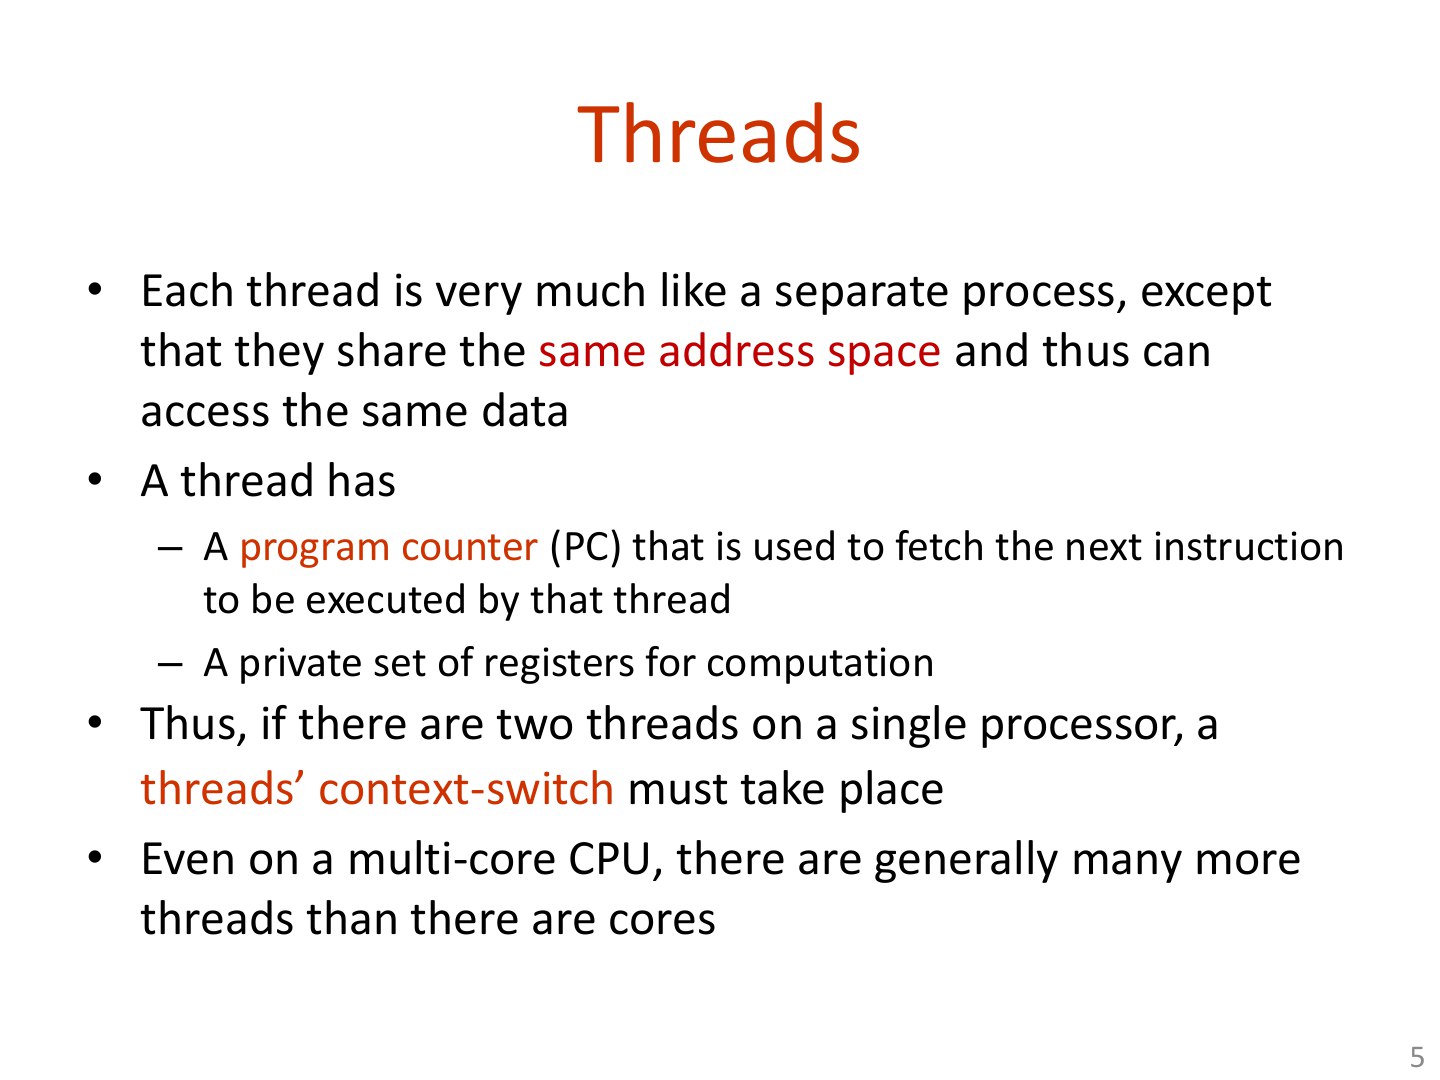 Threads
• Each thread is very much like a separate process, except
that they share the same address space and thus can
access the same data
• A thread has
– A program counter (PC) that is used to fetch the next instruction
to be executed by that thread
– A private set of registers for computation
• Thus, if there are two threads on a single processor, a
threads’ context-switch must take place
• Even on a multi-core CPU, there are generally many more
threads than there are cores
5